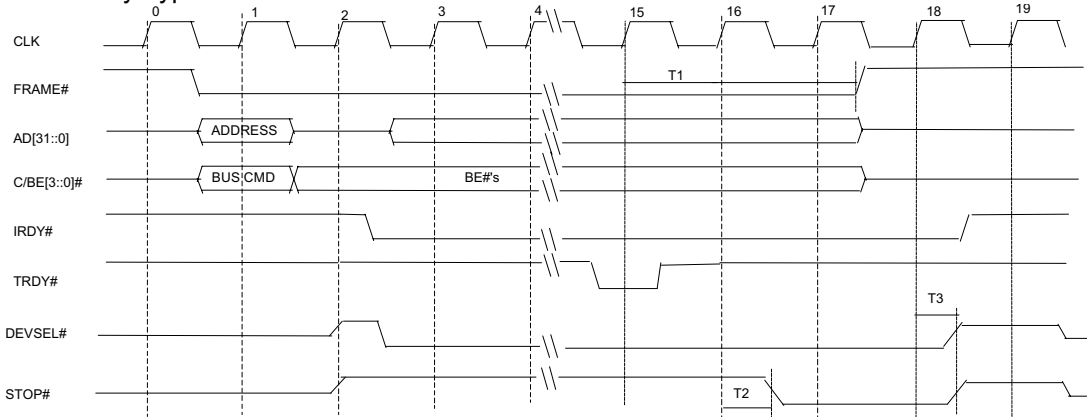 0 1 2 3 4 15 16 17 18 19
CLK
FRAME# T1
AD[31::0] ADDRESS
C/BE[3::0]# BUS CMD BE#'s
IRDY#
TRDY#
T3
DEVSEL#
STOP# T2